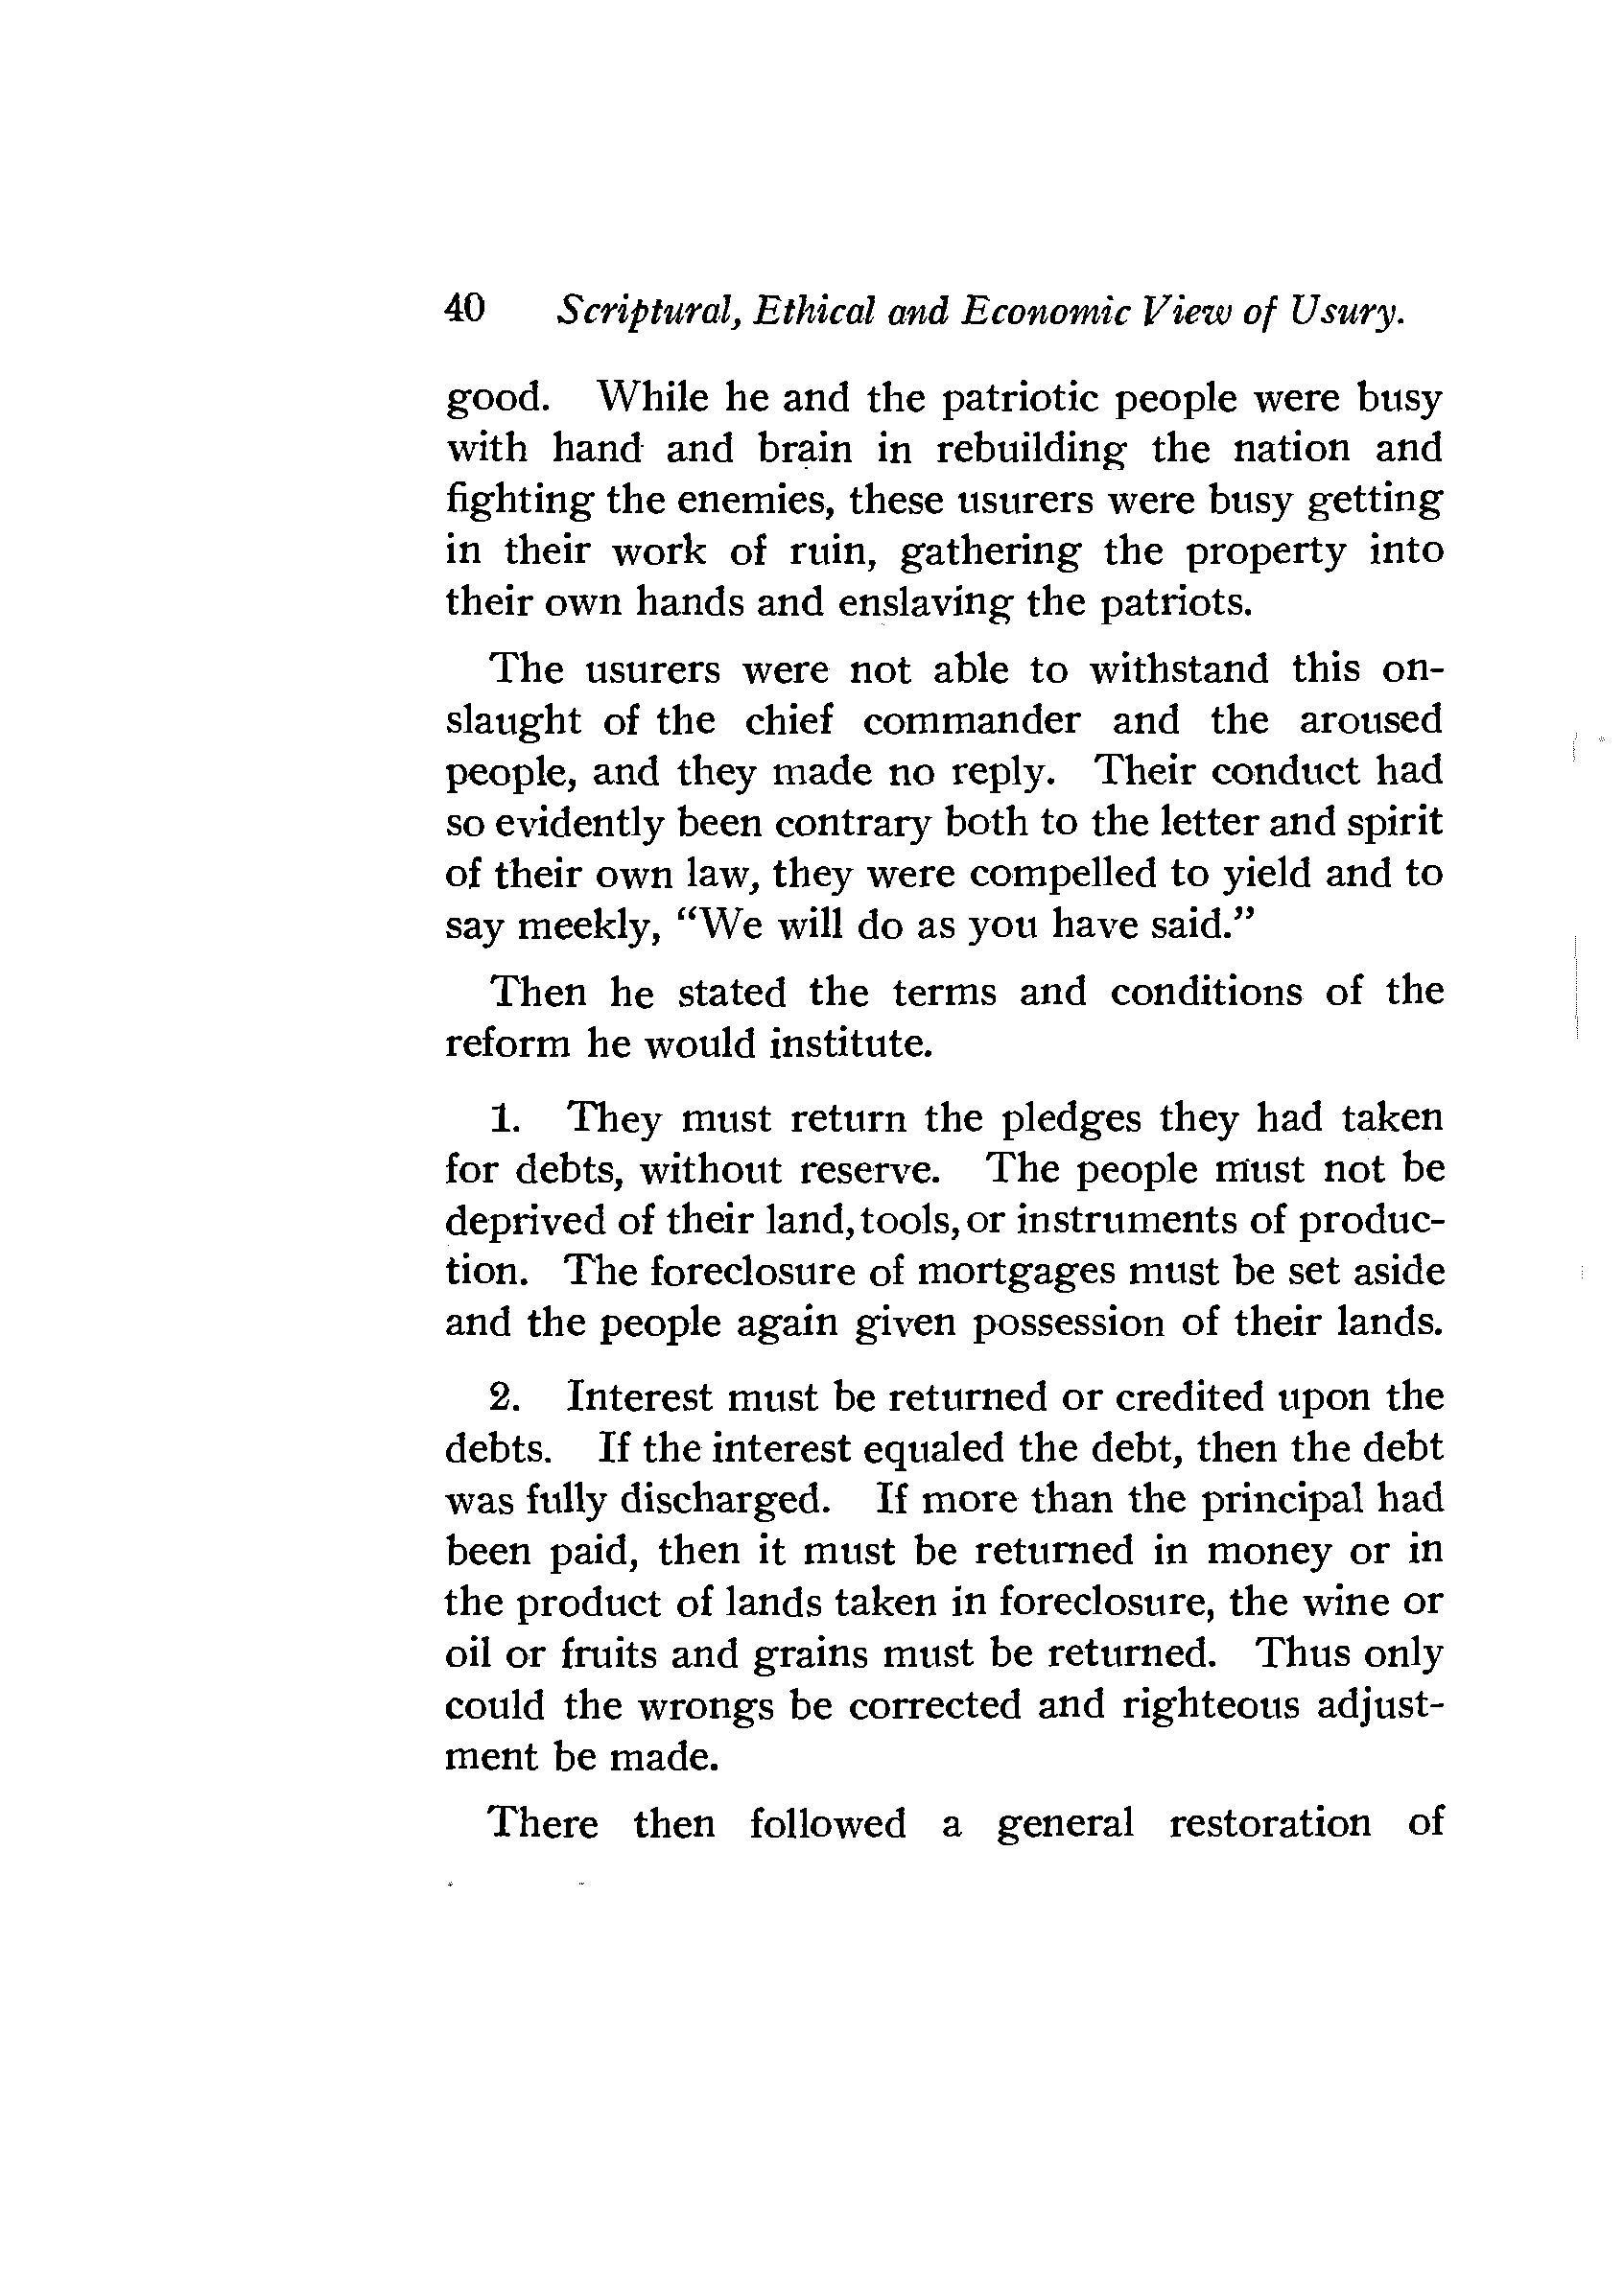 40 Scriptural, Ethical and Economic View of Usury.
good. While he and the patriotic people were busy
with hand and brain in rebuilding the nation and
fighting the enemies, these usurers were busy getting
in their work of ruin, gathering the property into
their own hands and enslaving the patriots.
The usurers were not able to withstand this on-
slaught of the chief commander and the aroused
people, and they made no reply. Their conduct had
so evidently been contrary both to the letter and spirit
of their own law, they were compelled to yield and to
say meekly, “We will do as you have said.”
Then he stated the terms and conditions of the
reform he would institute.
1. They must return the pledges they had taken
for debts, without reserve. The people must not be
deprived of their land, tools, or instruments of produc-
tion. The foreclosure of mortgages must be set aside
and the people again given possession of their lands.
2. Interest must be returned or credited upon the
debts. If the interest equaled the debt, then the debt
was fully discharged. If more than the principal had
been paid, then it must be returned in money or in
the product of lands taken in foreclosure, the wine or
oil or fruits and grains must be returned. Thus only
could the wrongs be corrected and righteous adjust-
ment be made.
There then followed a general restoration of